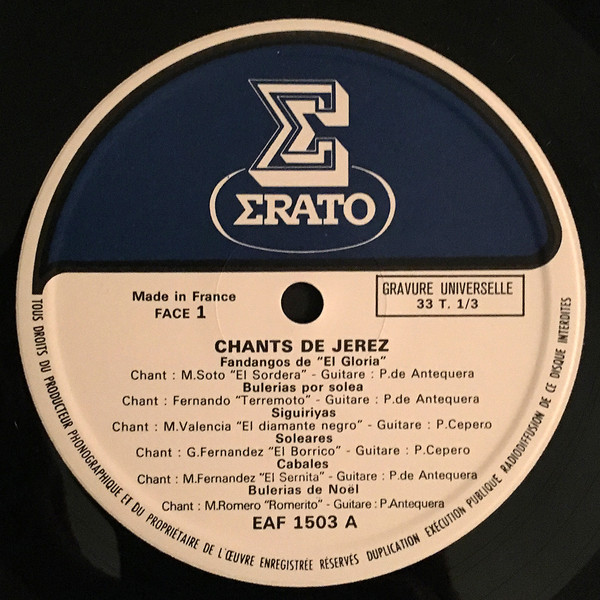 ΣRATO
Made in France
FACE 1
GRAVURE UNIVERSELLE
33 T. 1/3
CHANTS DE JEREZ
Fandangos de "El Gloria"
Chant : M.Soto "El Sordera" - Guitare : P.de Antequera
Bulerias por solea
Chant : Fernando "Terremoto" - Guitare : P.de Antequera
Siguiriyas
Chant : M.Valencia "El diamante negro" - Guitare : P.Cepero
Soleares
Chant : G.Fernandez "El Borrico" - Guitare : P.Cepero
Cabales
Chant : M.Fernandez "El Sernita" - Guitare : P.de Antequera
Bulerias de Noël
Chant : M.Romero "Romerito" - Guitare : P.Antequera
EAF 1503 A
TOUS DROITS DU PRODUCTEUR PHONOGRAPHIQUE ET DU PROPRIÉTAIRE DE L'ŒUVRE ENREGISTRÉE RÉSERVÉS DUPLICATION EXÉCUTION PUBLIQUE RADIODIFFUSION DE CE DISQUE INTERDITES